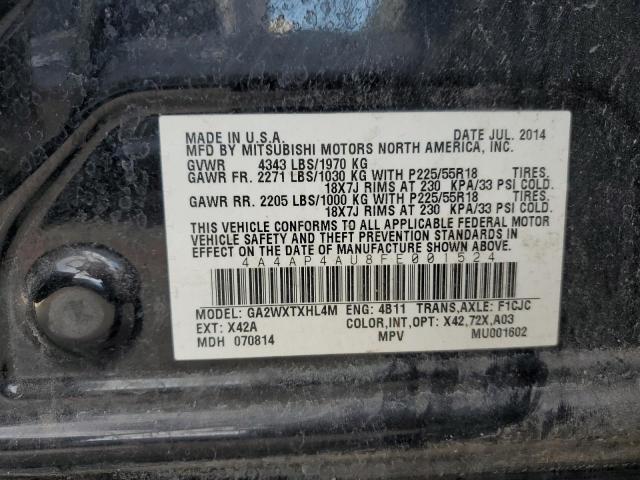 MADE IN U.S.A. DATE JUL. 2014
MFD BY MITSUBISHI MOTORS NORTH AMERICA, INC.
GVWR 4343 LBS/1970 KG
GAWR FR. 2271 LBS/1030 KG WITH P225/55R18 TIRES.
18X7J RIMS AT 230 KPA/33 PSI COLD.
GAWR RR. 2205 LBS/1000 KG WITH P225/55R18 TIRES.
18X7J RIMS AT 230 KPA/33 PSI COLD.
THIS VEHICLE CONFORMS TO ALL APPLICABLE FEDERAL MOTOR
VEHICLE SAFETY AND THEFT PREVENTION STANDARDS IN
EFFECT ON THE DATE OF MANUFACTURE SHOWN ABOVE.
4A4AP4AU8FE001524
MODEL: GA2WXTXHL4M ENG: 4B11 TRANS,AXLE: F1CJC
EXT: X42A COLOR,INT,OPT: X42,72X,A03
MDH 070814 MPV MU001602